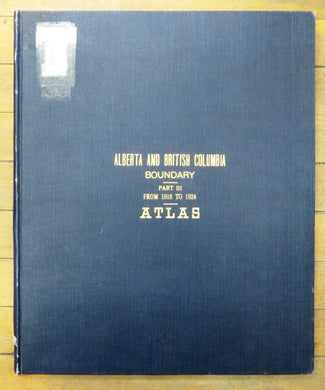 ALBERTA AND BRITISH COLUMBIA
BOUNDARY
PART III
FROM 1918 TO 1924
ATLAS